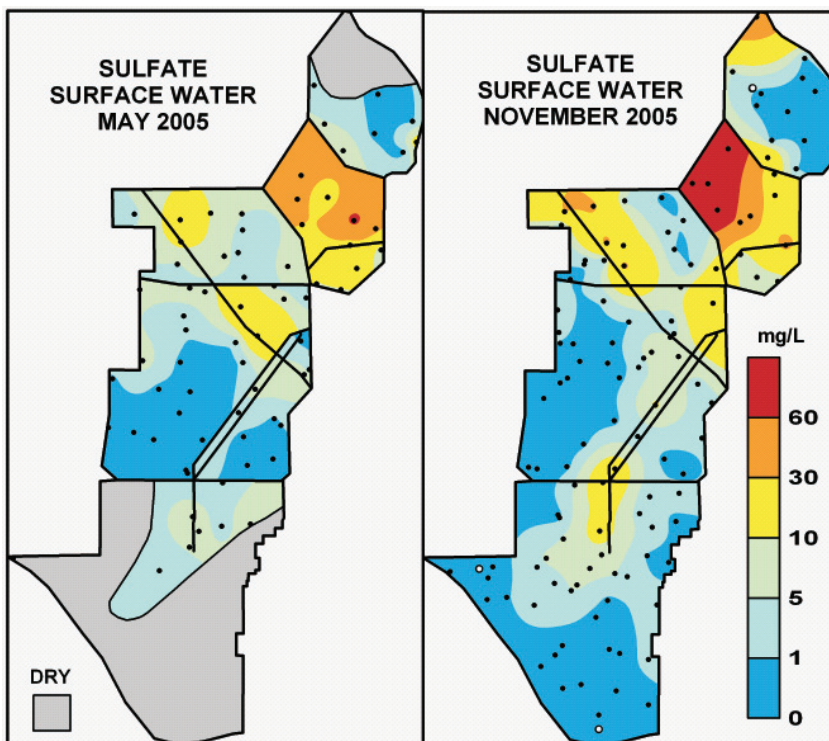 SULFATE
SURFACE WATER
MAY 2005
DRY
SULFATE
SURFACE WATER
NOVEMBER 2005
mg/L
60
30
10
5
1
0